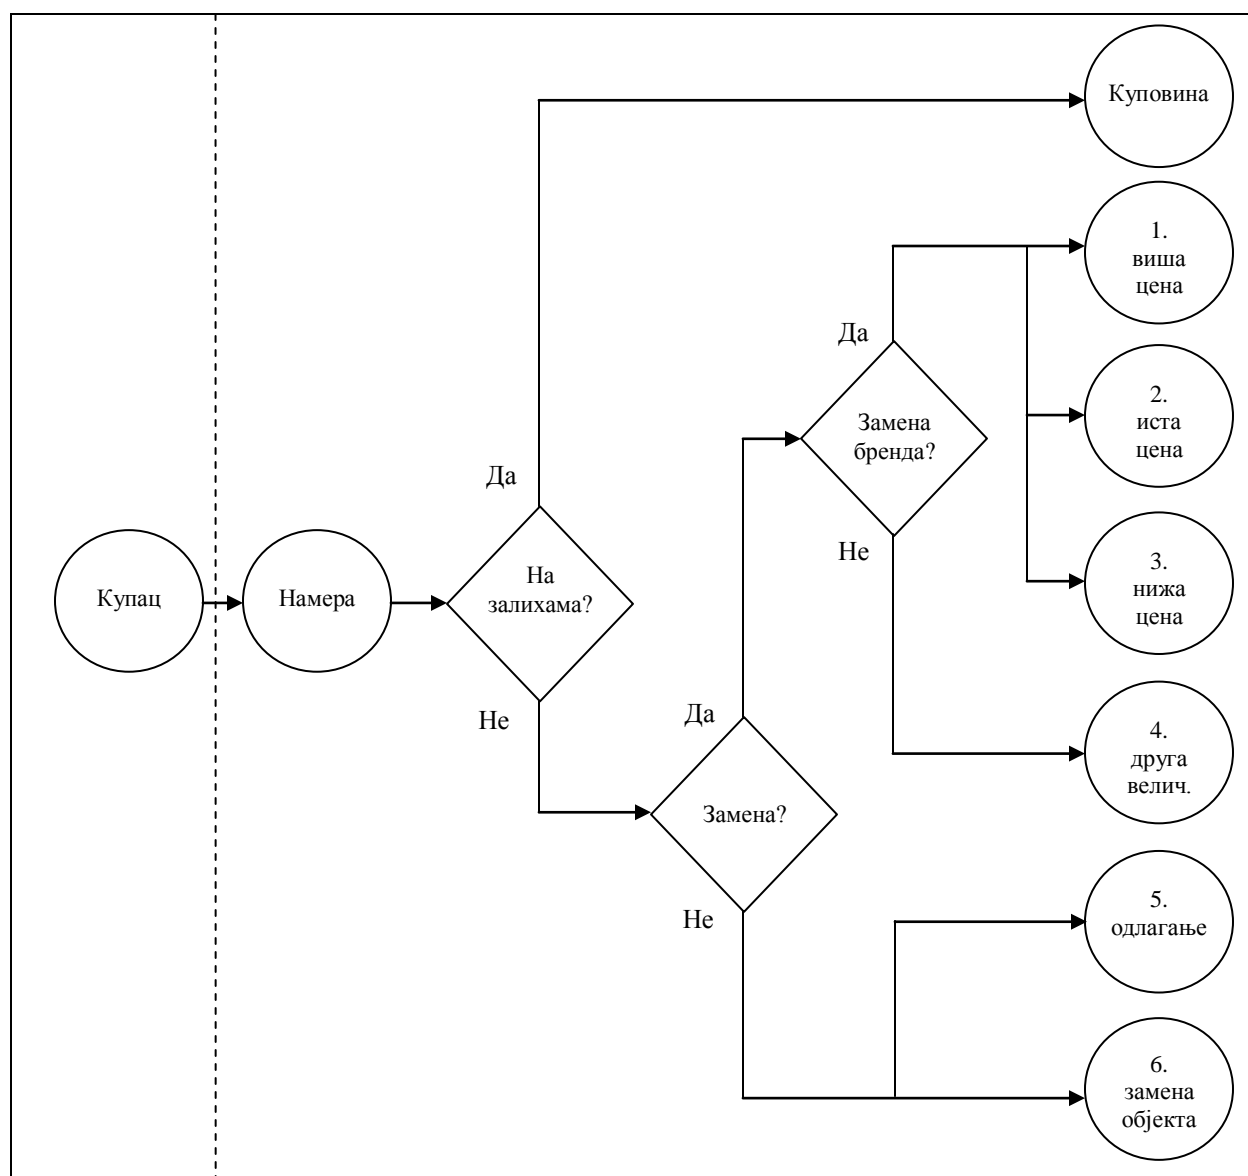 Куповина
1.
виша
цена
Да
Замена
бренда?
2.
иста
цена
Да
Не
Купац
Намера
На
залихама?
3.
нижа
цена
Не
Да
4.
друга
велич.
Замена?
Не
5.
одлагање
6.
замена
објекта